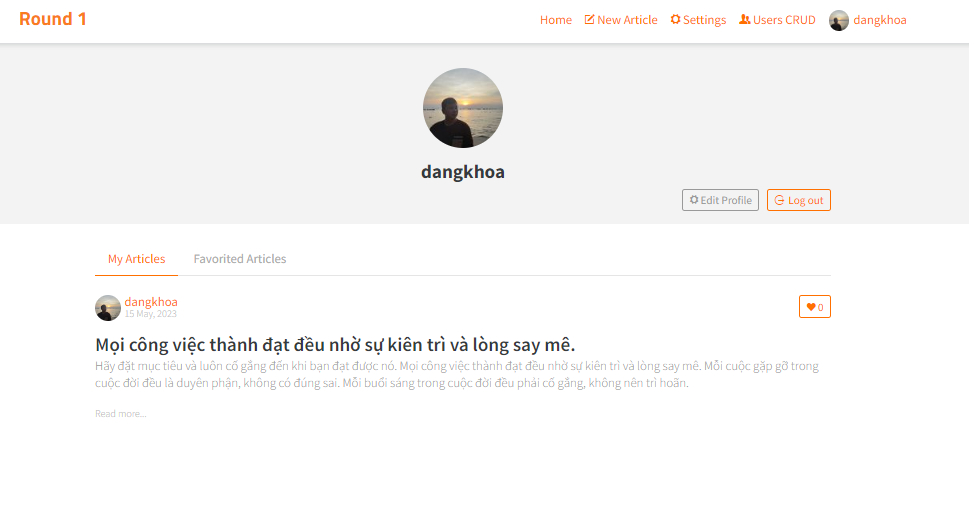 Round 1
Home New Article Settings Users CRUD dangkhoa
dangkhoa
Edit Profile Log out
My Articles Favorited Articles
dangkhoa
15 May, 2023
0
Mọi công việc thành đạt đều nhờ sự kiên trì và lòng say mê.
Hãy đặt mục tiêu và luôn cố gắng đến khi bạn đạt được nó. Mọi công việc thành đạt đều nhờ sự kiên trì và lòng say mê. Mỗi cuộc gặp gỡ trong
cuộc đời đều là duyên phận, không có đúng sai. Mỗi buổi sáng trong cuộc đời đều phải cố gắng, không nên trì hoãn.
Read more...